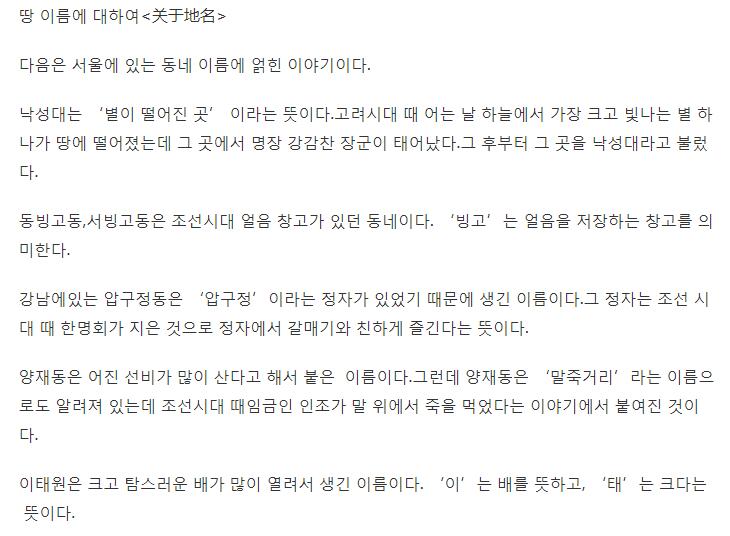 땅 이름에 대하여<关于地名>
다음은 서울에 있는 동네 이름에 얽힌 이야기이다.
낙성대는 ‘별이 떨어진 곳’ 이라는 뜻이다.고려시대 때 어는 날 하늘에서 가장 크고 빛나는 별 하
나가 땅에 떨어졌는데 그 곳에서 명장 강감찬 장군이 태어났다.그 후부터 그 곳을 낙성대라고 불렀
다.
동빙고동,서빙고동은 조선시대 얼음 창고가 있던 동네이다. ‘빙고’는 얼음을 저장하는 창고를 의
미한다.
강남에있는 압구정동은 ‘압구정’이라는 정자가 있었기 때문에 생긴 이름이다.그 정자는 조선 시
대 때 한명회가 지은 것으로 정자에서 갈매기와 친하게 즐긴다는 뜻이다.
양재동은 어진 선비가 많이 산다고 해서 붙은 이름이다.그런데 양재동은 ‘말죽거리’라는 이름으
로도 알려져 있는데 조선시대 때임금인 인조가 말 위에서 죽을 먹었다는 이야기에서 붙여진 것이
다.
이태원은 크고 탐스러운 배가 많이 열려서 생긴 이름이다. ‘이’는 배를 뜻하고, ‘태’는 크다는
뜻이다.